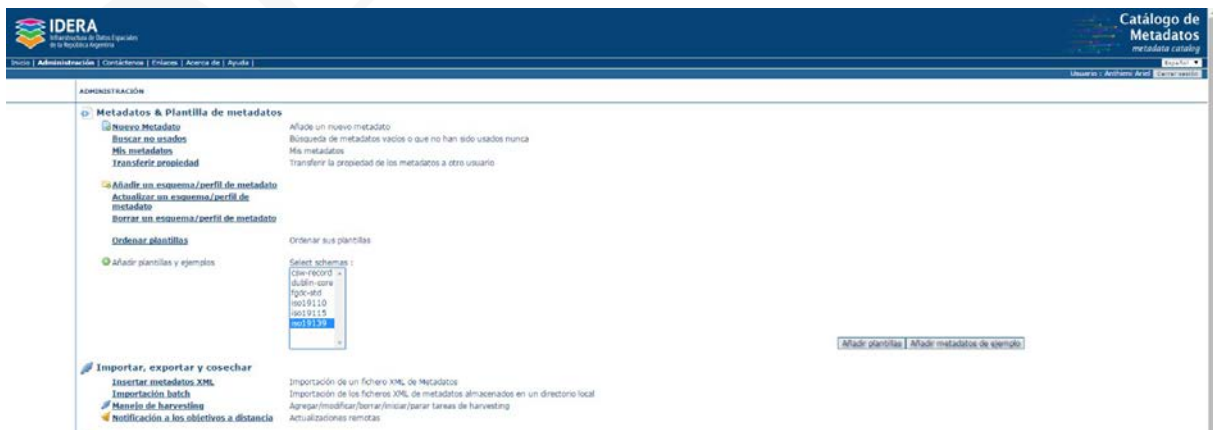 IDERA
Infraestructura de Datos Espaciales
de la República Argentina
Catálogo de
Metadatos
metadata catalog
Inicio | Administración | Contáctenos | Enlaces | Acerca de | Ayuda |
Español
Usuario : Anthieni Ariel Cerrar sesión
ADMINISTRACIÓN
Metadatos & Plantilla de metadatos
Nuevo Metadato Añade un nuevo metadato
Buscar no usados Búsqueda de metadatos vacíos o que no han sido usados nunca
Mis metadatos Mis metadatos
Transferir propiedad Transferir la propiedad de los metadatos a otro usuario
Añadir un esquema/perfil de metadato
Actualizar un esquema/perfil de
metadato
Borrar un esquema/perfil de metadato
Ordenar plantillas Ordenar sus plantillas
Añadir plantillas y ejemplos Select schemas :
csw-record
dublin-core
fgdc-std
iso19110
iso19115
iso19139
Añadir plantillas Añadir metadatos de ejemplo
Importar, exportar y cosechar
Insertar metadatos XML Importación de un fichero XML de Metadatos
Importación batch Importación de los ficheros XML de metadatos almacenados en un directorio local
Manejo de harvesting Agregar/modificar/borrar/iniciar/parar tareas de harvesting
Notificación a los objetivos a distancia Actualizaciones remotas